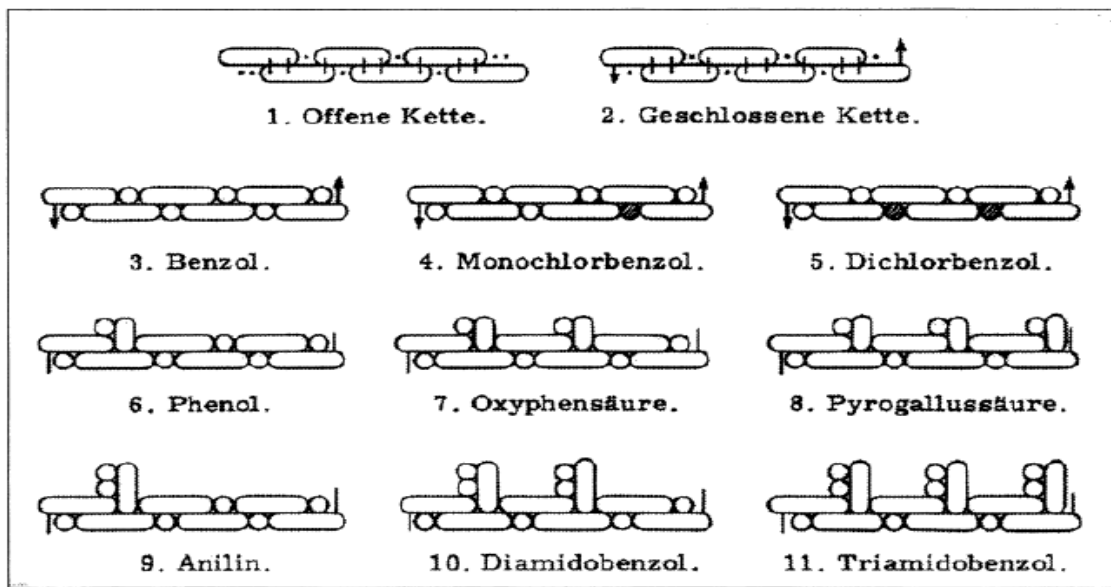 1. Offene Kette. 2. Geschlossene Kette.
3. Benzol. 4. Monochlorbenzol. 5. Dichlorbenzol.
6. Phenol. 7. Oxyphensäure. 8. Pyrogallussäure.
9. Anilin. 10. Diamidobenzol. 11. Triamidobenzol.